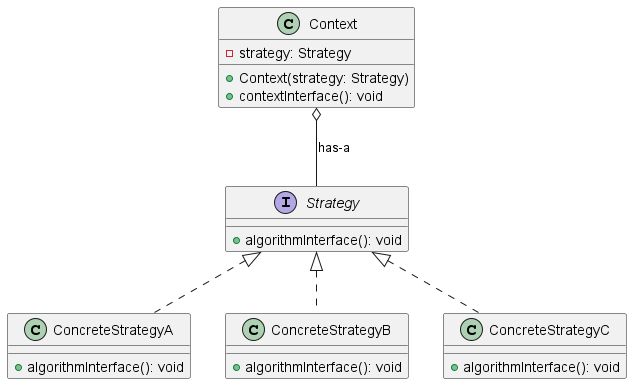 C Context
strategy: Strategy
Context(strategy: Strategy)
contextInterface(): void
has-a
I Strategy
algorithmInterface(): void
C ConcreteStrategyA
algorithmInterface(): void
C ConcreteStrategyB
algorithmInterface(): void
C ConcreteStrategyC
algorithmInterface(): void